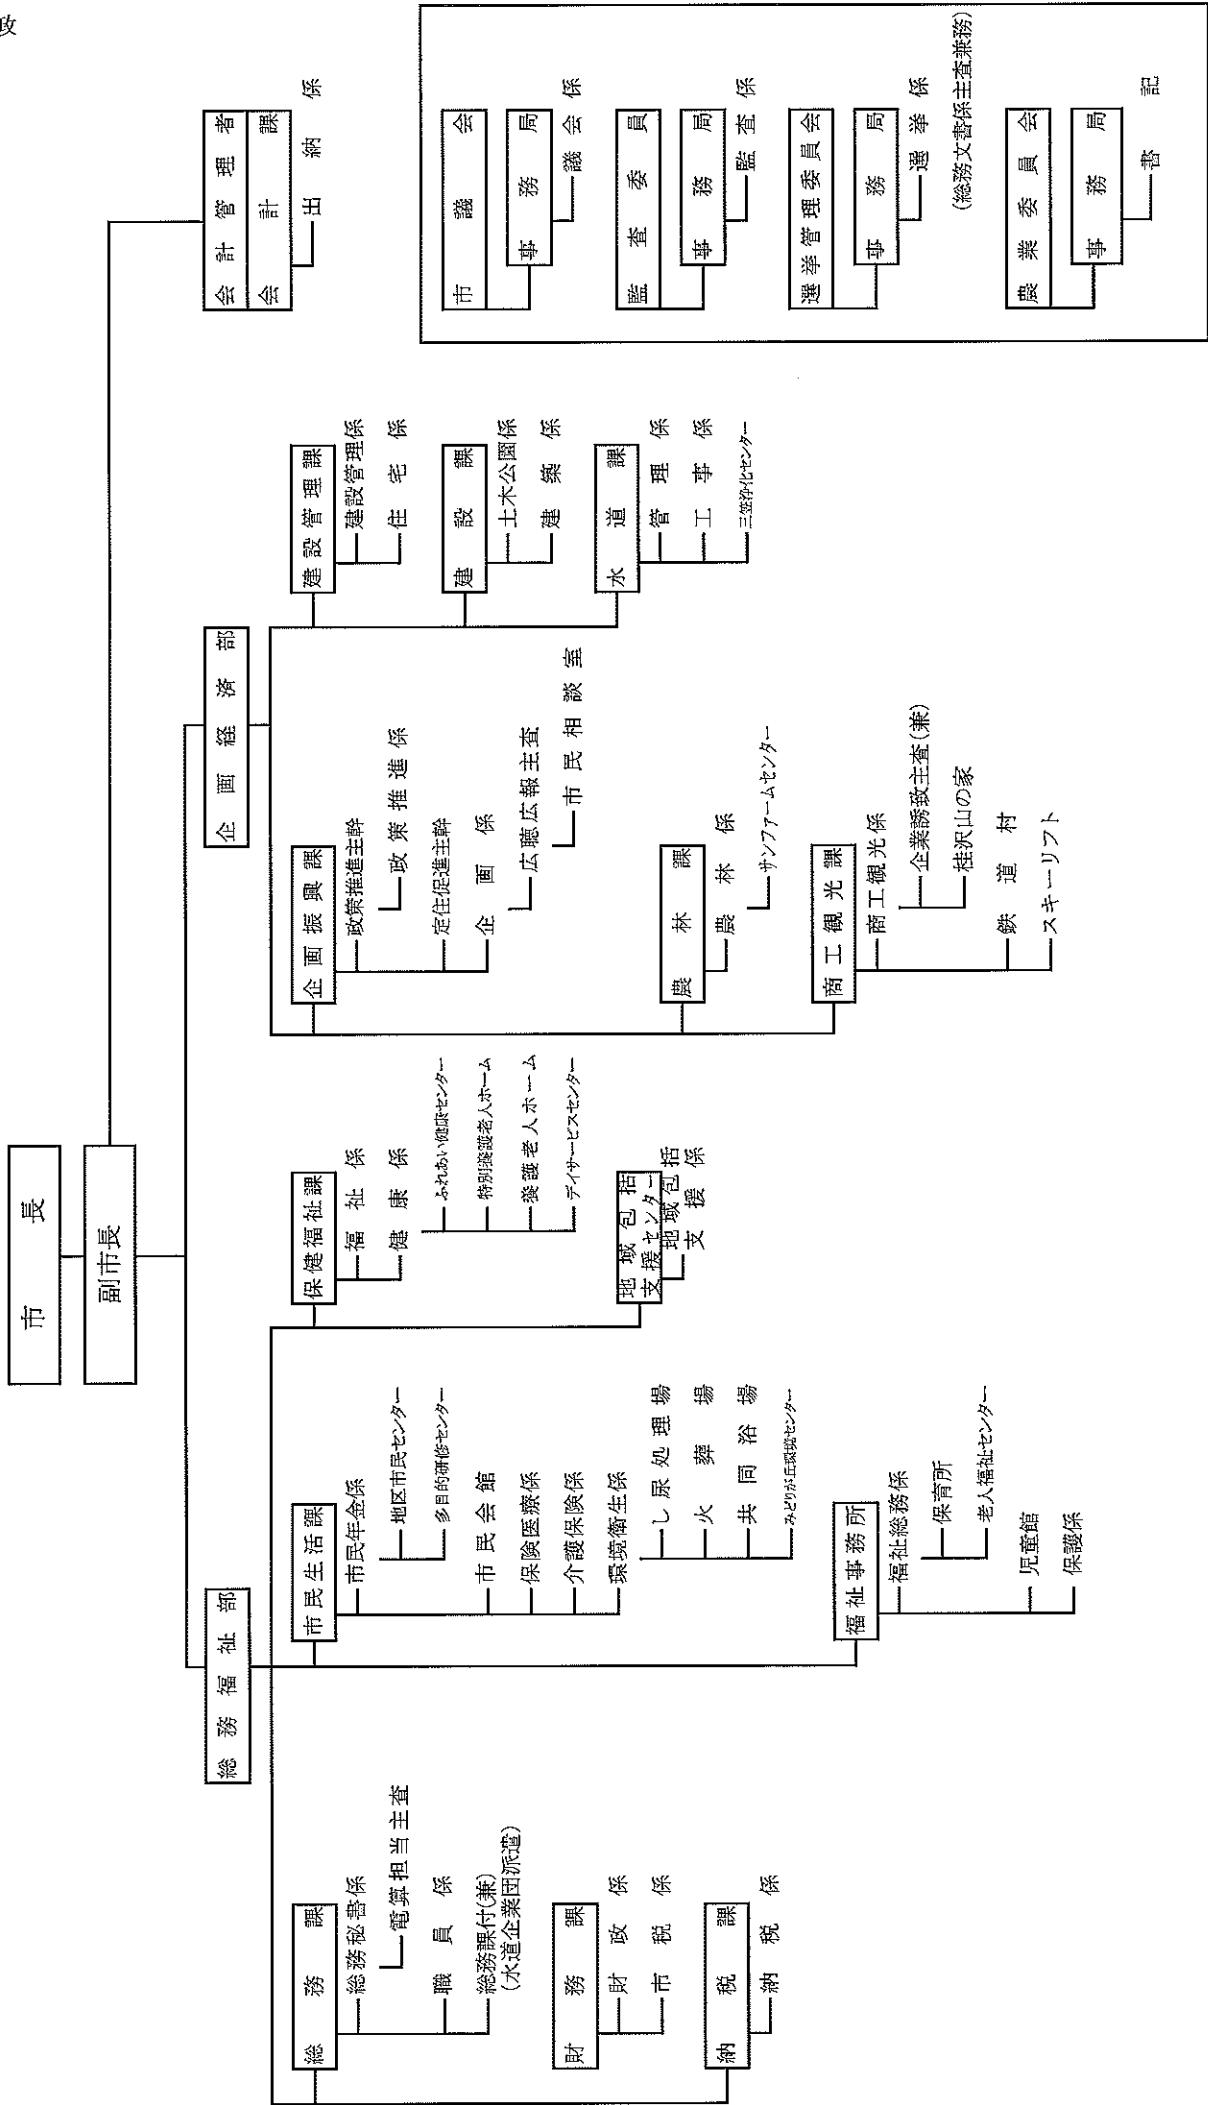 政
市長
副市長
総務福祉部
総務課
総務秘書係
電算担当主査
職員係
総務課付(兼)
(水道企業団派遣)
財務課
財政係
市税係
納税課
納税係
市民生活課
市民年金係
地区市民センター
多目的研修センター
市民会館
保険医療係
介護保険係
環境衛生係
し尿処理場
火葬場
共同浴場
みどりが丘環境センター
福祉事務所
福祉総務係
保育所
老人福祉センター
児童館
保護係
保健福祉課
福祉係
健康係
ふれあい健康センター
特別養護老人ホーム
養護老人ホーム
デイサービスセンター
地域包括
支援センター
地域包括
支援係
企画経済部
企画振興課
政策推進主幹
政策推進係
定住促進主幹
企画係
広聴広報主査
市民相談室
農林課
農林係
サンファームセンター
商工観光課
商工観光係
企業誘致主査(兼)
桂沢山の家
鉄道村
スキーリフト
建設管理課
建設管理係
住宅係
建設課
土木公園係
建築係
水道課
管理係
工事係
三笠浄化センター
会計管理者
会計課
出納係
市議会
事務局
議会係
監査委員
事務局
監査係
選挙管理委員会
事務局
選挙係
(総務文書係主査兼務)
農業委員会
事務局
書記